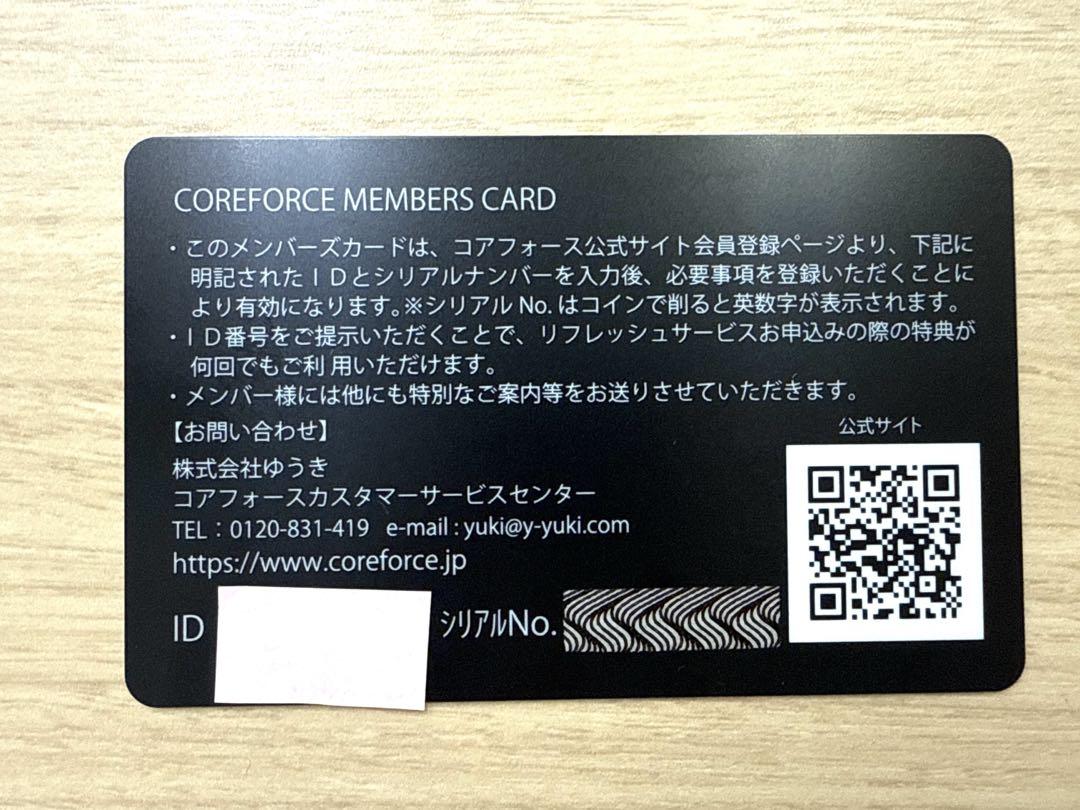 COREFORCE MEMBERS CARD
・このメンバーズカードは、コアフォース公式サイト会員登録ページより、下記に
明記されたＩＤとシリアルナンバーを入力後、必要事項を登録いただくことに
より有効になります。※シリアル No. はコインで削ると英数字が表示されます。
・ＩＤ番号をご提示いただくことで、リフレッシュサービスお申込みの際の特典が
何回でもご利 用いただけます。
・メンバー様には他にも特別なご案内等をお送りさせていただきます。
【お問い合わせ】
公式サイト
株式会社ゆうき
コアフォースカスタマーサービスセンター
TEL：0120-831-419 e-mail : yuki@y-yuki.com
https://www.coreforce.jp
ID シリアルNo.